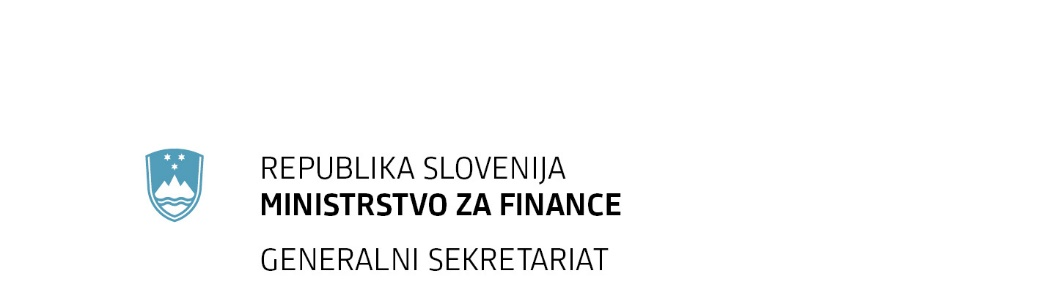 REPUBLIKA SLOVENIJA
MINISTRSTVO ZA FINANCE
GENERALNI SEKRETARIAT